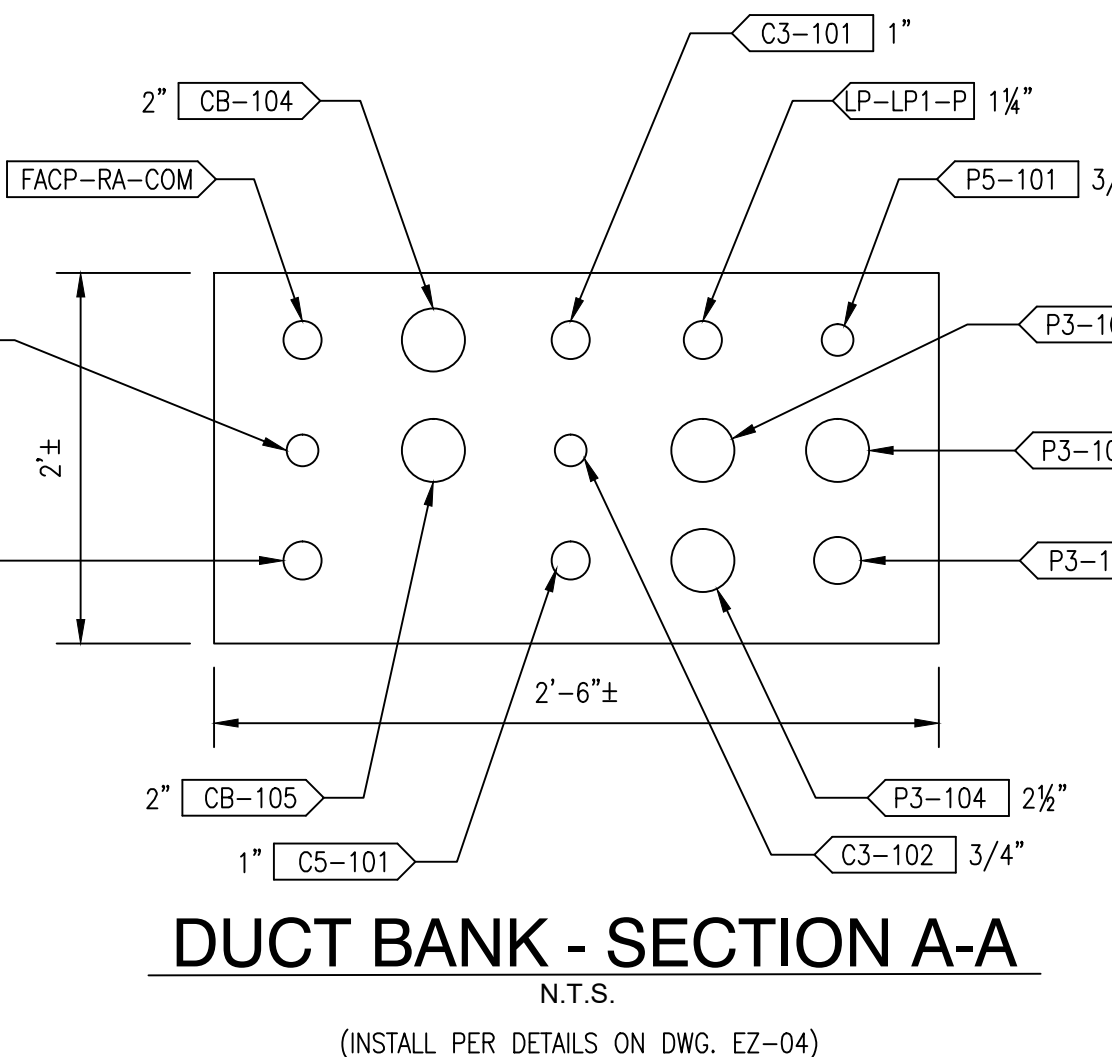 C3-101 1"
2" CB-104
LP-LP1-P 1¼"
FACP-RA-COM
P5-101
2'±
2'-6"±
2" CB-105
P3-104 2½"
1" C5-101
C3-102 3/4"
DUCT BANK - SECTION A-A
N.T.S.
(INSTALL PER DETAILS ON DWG. EZ-04)